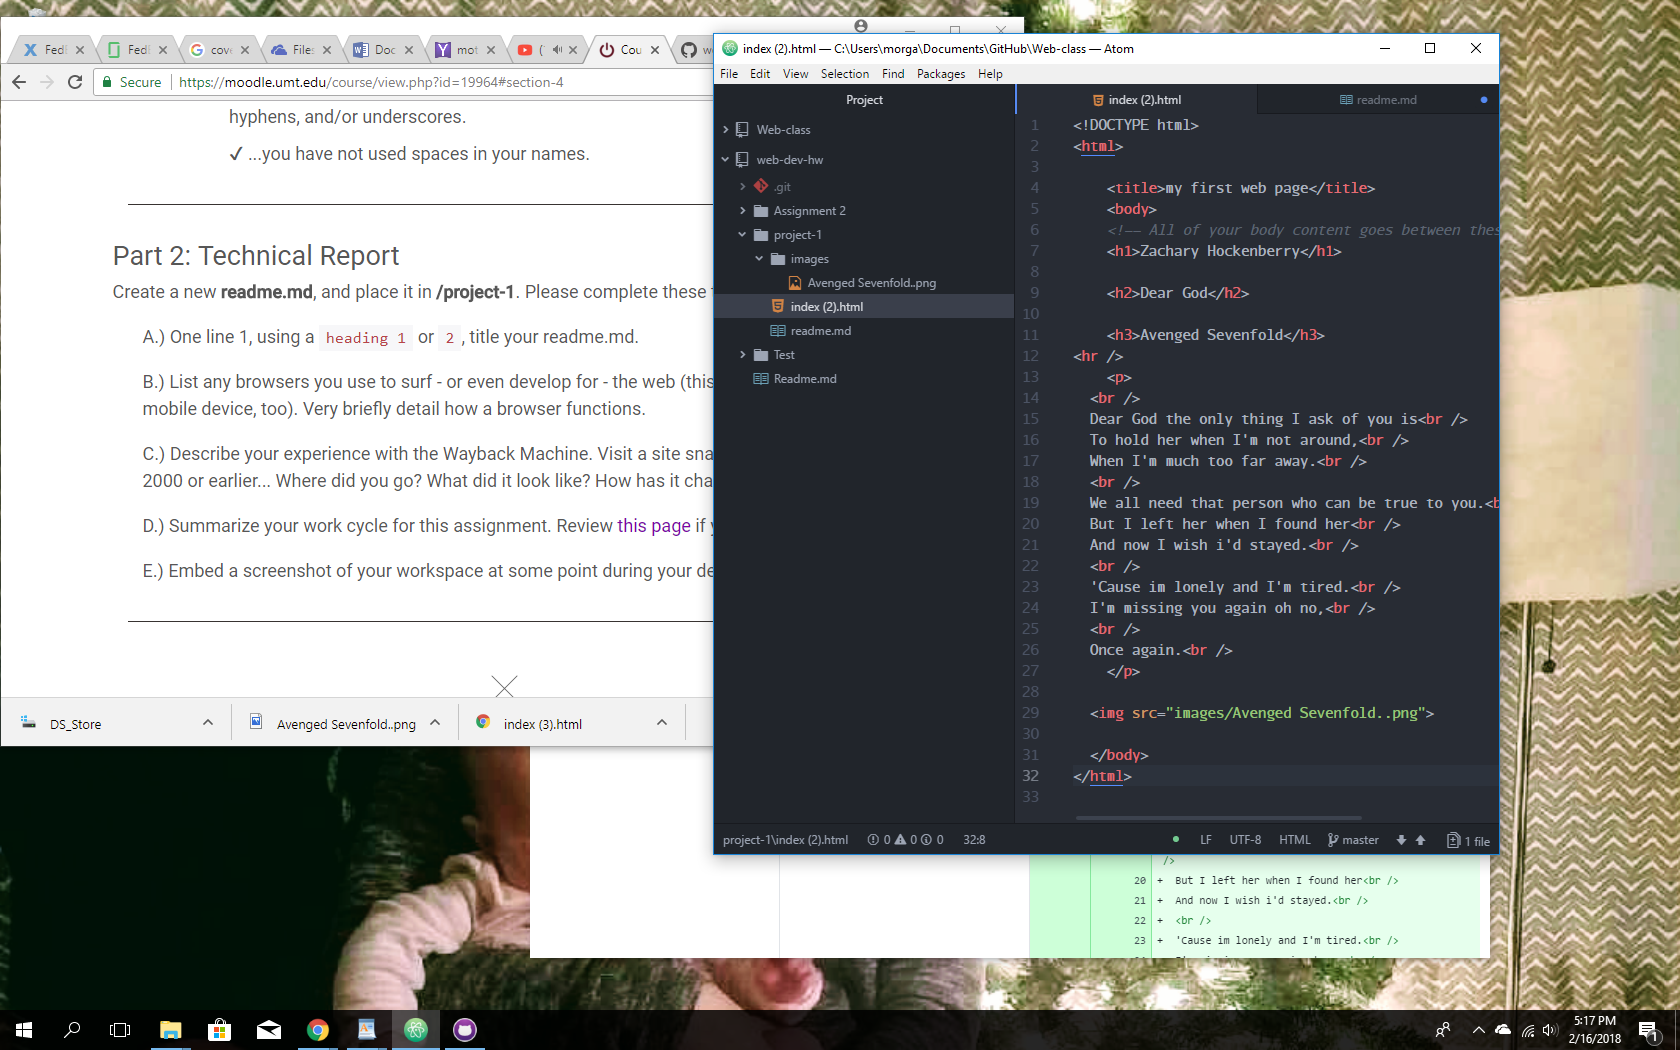 FedI
FedI
cove
Files
Doc
mot
(
Cou
w
Secure
https://moodle.umt.edu/course/view.php?id=19964#section-4
hyphens, and/or underscores.
✓ ...you have not used spaces in your names.
Part 2: Technical Report
Create a new readme.md, and place it in /project-1. Please complete these
A.) One line 1, using a heading 1 or 2, title your readme.md.
B.) List any browsers you use to surf - or even develop for - the web (this
mobile device, too). Very briefly detail how a browser functions.
C.) Describe your experience with the Wayback Machine. Visit a site sna
2000 or earlier... Where did you go? What did it look like? How has it cha
D.) Summarize your work cycle for this assignment. Review this page if
E.) Embed a screenshot of your workspace at some point during your de
DS_Store
Avenged Sevenfold..png
index (3).html
index (2).html — C:\Users\morga\Documents\GitHub\Web-class — Atom
File Edit View Selection Find Packages Help
Project
Web-class
web-dev-hw
.git
Assignment 2
project-1
images
Avenged Sevenfold..png
index (2).html
readme.md
Test
Readme.md
index (2).html
readme.md
1 <!DOCTYPE html>
2 <html>
3
4 <title>my first web page</title>
5 <body>
6 <!-- All of your body content goes between thes
7 <h1>Zachary Hockenberry</h1>
8
9 <h2>Dear God</h2>
10
11 <h3>Avenged Sevenfold</h3>
12 <hr />
13 <p>
14 <br />
15 Dear God the only thing I ask of you is<br />
16 To hold her when I'm not around,<br />
17 When I'm much too far away.<br />
18 <br />
19 We all need that person who can be true to you.<b
20 But I left her when I found her<br />
21 And now I wish i'd stayed.<br />
22 <br />
23 'Cause im lonely and I'm tired.<br />
24 I'm missing you again oh no,<br />
25 <br />
26 Once again.<br />
27 </p>
28
29 <img src="images/Avenged Sevenfold..png">
30
31 </body>
32 </html>
33
project-1\index (2).html 0 0 0 32:8 LF UTF-8 HTML master 1 file
/>
20 + But I left her when I found her<br />
21 + And now I wish i'd stayed.<br />
22 + <br />
23 + 'Cause im lonely and I'm tired.<br />
5:17 PM
2/16/2018
1